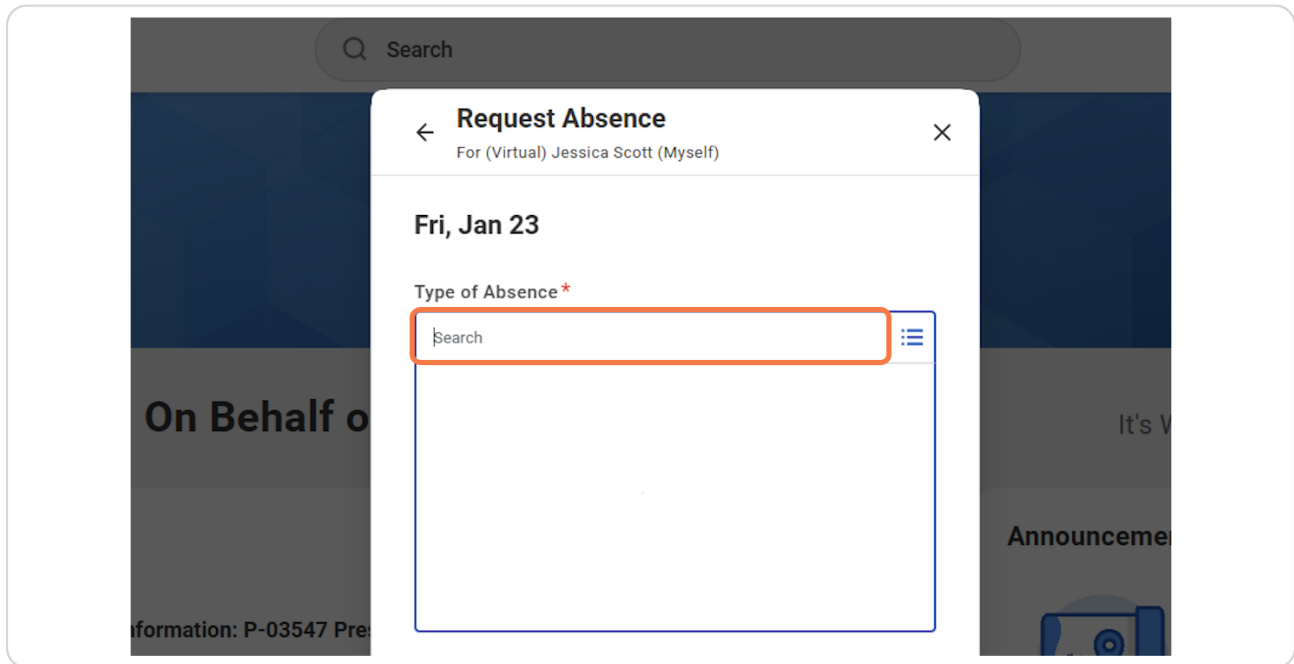 Search
Request Absence
For (Virtual) Jessica Scott (Myself)
Fri, Jan 23
Type of Absence*
Search
On Behalf o
It's W
Announcemer
nformation: P-03547 Pres